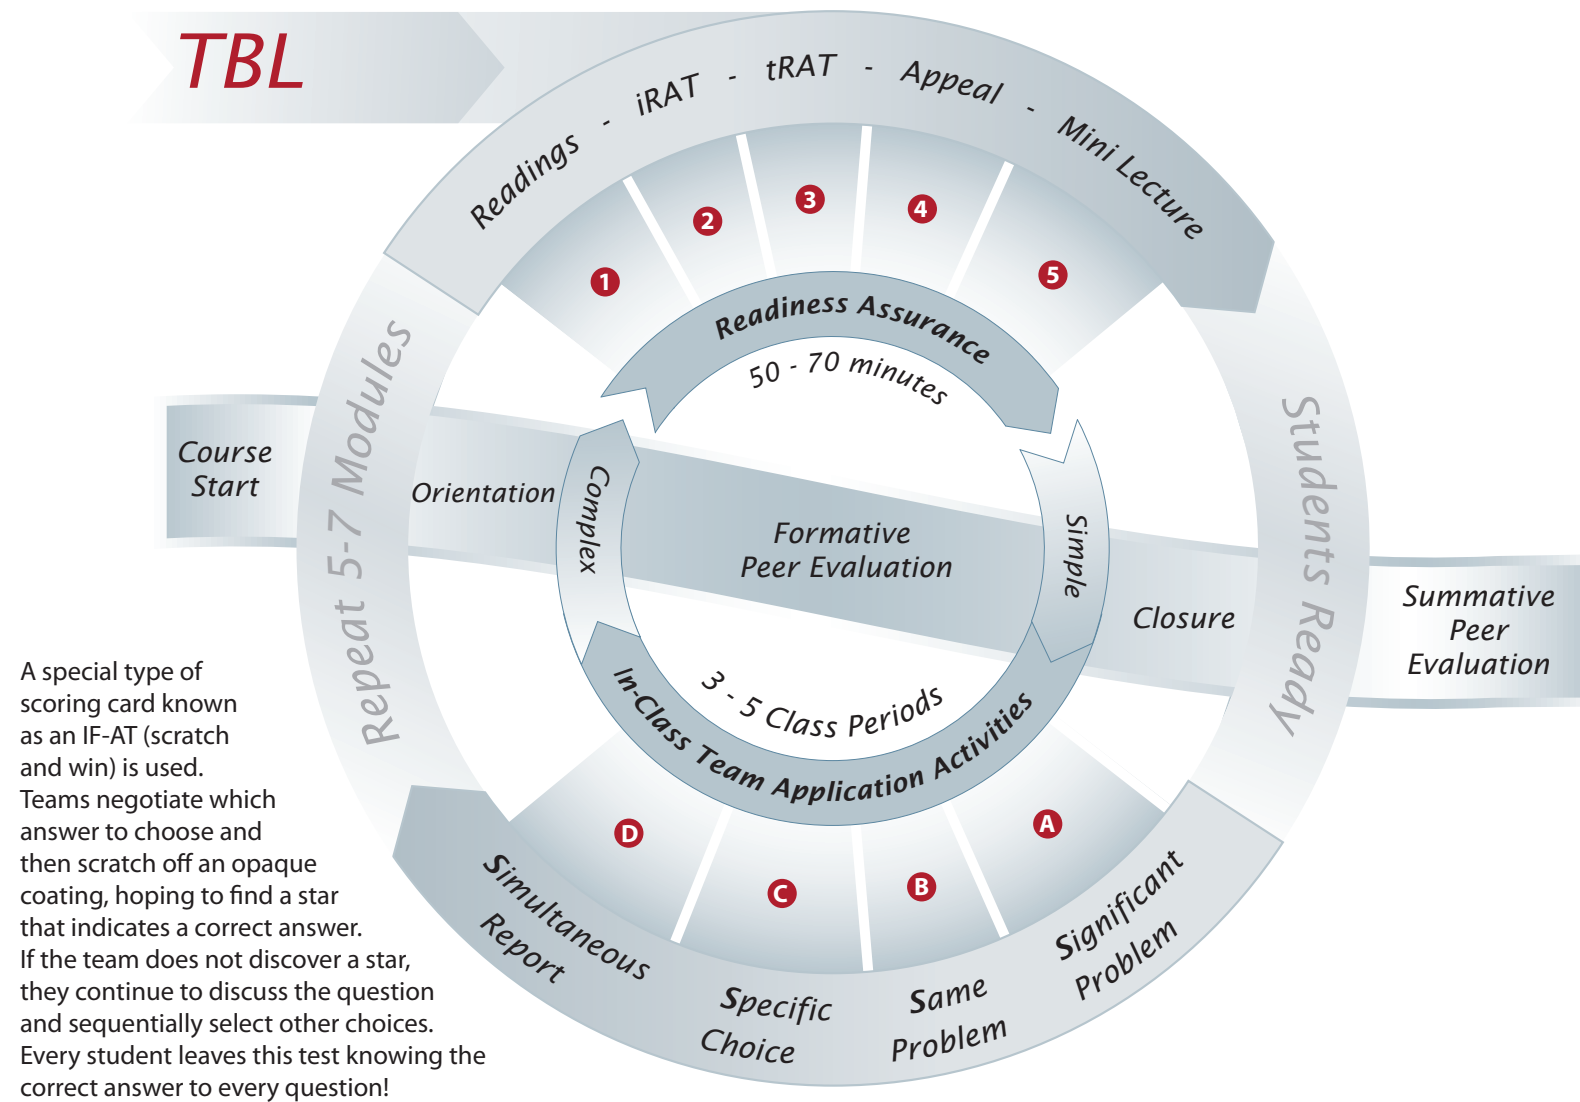 TBL
Readings - iRAT - tRAT - Appeal - Mini Lecture
1
2
3
4
5
Readiness Assurance
50 - 70 minutes
Repeat 5-7 Modules
Students Ready
Course
Start
Orientation
Complex
Formative
Peer Evaluation
Simple
Closure
Summative
Peer
Evaluation
3 - 5 Class Periods
In-Class Team Application Activities
D
C
B
A
Simultaneous
Report
Specific
Choice
Same
Problem
Significant
Problem
A special type of
scoring card known
as an IF-AT (scratch
and win) is used.
Teams negotiate which
answer to choose and
then scratch off an opaque
coating, hoping to find a star
that indicates a correct answer.
If the team does not discover a star,
they continue to discuss the question
and sequentially select other choices.
Every student leaves this test knowing the
correct answer to every question!